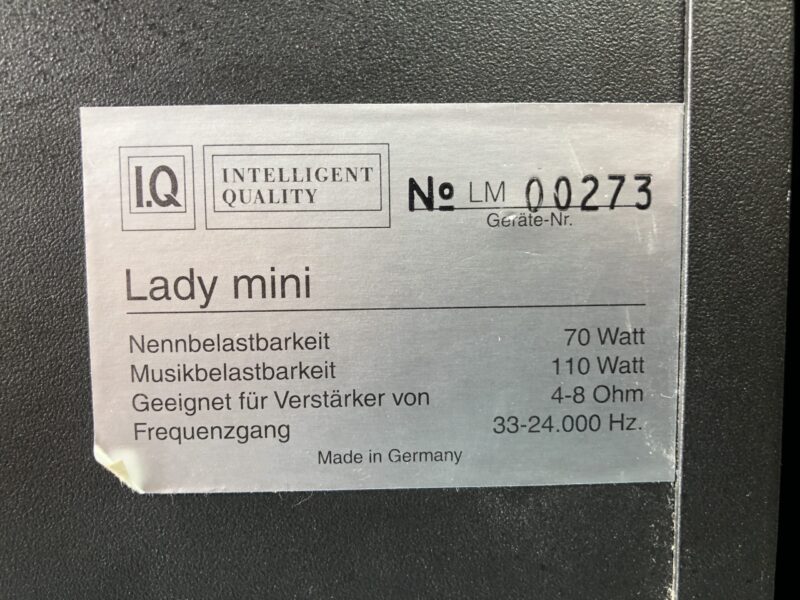 I.Q
INTELLIGENT
QUALITY
No LM 00273
Geräte-Nr.
Lady mini
Nennbelastbarkeit 70 Watt
Musikbelastbarkeit 110 Watt
Geeignet für Verstärker von 4-8 Ohm
Frequenzgang 33-24.000 Hz.
Made in Germany